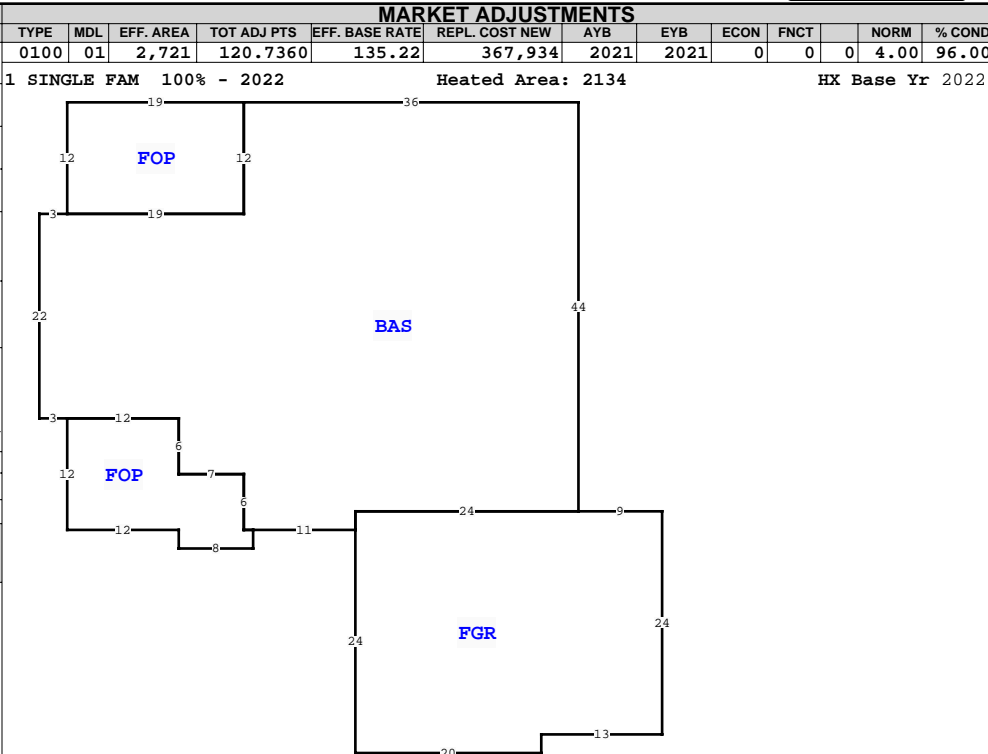 MARKET ADJUSTMENTS
TYPE MDL EFF. AREA TOT ADJ PTS EFF. BASE RATE REPL. COST NEW AYB EYB ECON FNCT NORM % COND
0100 01 2,721 120.7360 135.22 367,934 2021 2021 0 0 0 4.00 96.00
1 SINGLE FAM 100% - 2022 Heated Area: 2134 HX Base Yr 2022
19 36
12 FOP 12
3 19
22 44
BAS
3 12
6
12 FOP 7
6
24 9
12 11
8
24 FGR 24
13
20